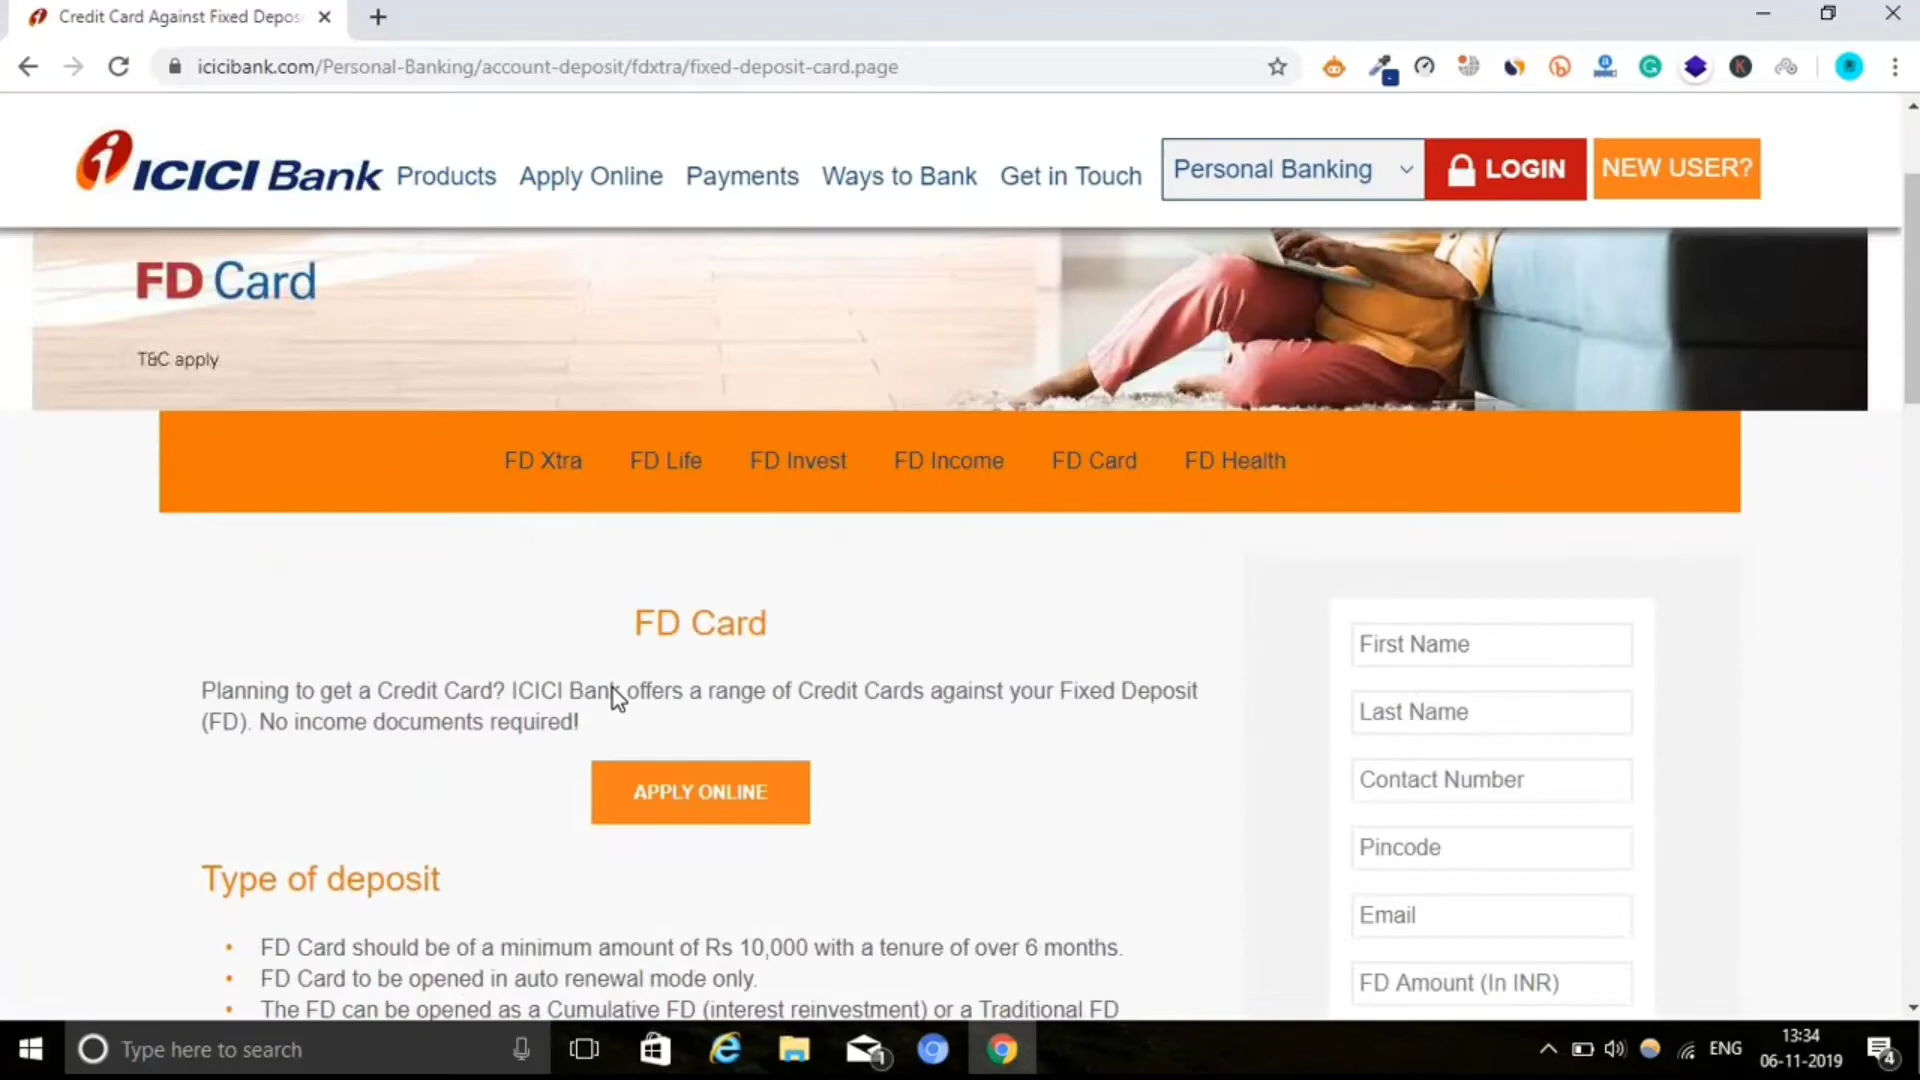 Credit Card Against Fixed Depos
icicibank.com/Personal-Banking/account-deposit/fdxtra/fixed-deposit-card.page
ICICI Bank
Products
Apply Online
Payments
Ways to Bank
Get in Touch
Personal Banking
LOGIN
NEW USER?
FD Card
T&C apply
FD Xtra
FD Life
FD Invest
FD Income
FD Card
FD Health
FD Card
Planning to get a Credit Card? ICICI Bank offers a range of Credit Cards against your Fixed Deposit
(FD). No income documents required!
APPLY ONLINE
Type of deposit
• FD Card should be of a minimum amount of Rs 10,000 with a tenure of over 6 months.
• FD Card to be opened in auto renewal mode only.
• The FD can be opened as a Cumulative FD (interest reinvestment) or a Traditional FD
First Name
Last Name
Contact Number
Pincode
Email
FD Amount (In INR)
Type here to search
1
ENG
13:34
06-11-2019
4